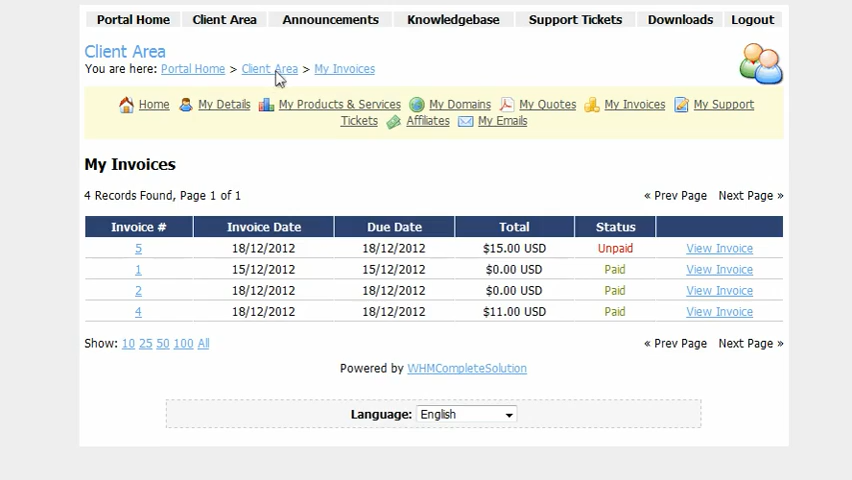 Portal Home Client Area Announcements Knowledgebase Support Tickets Downloads Logout
Client Area
You are here: Portal Home > Client Area > My Invoices
Home My Details My Products & Services My Domains My Quotes My Invoices My Support
Tickets Affiliates My Emails
My Invoices
4 Records Found, Page 1 of 1 « Prev Page Next Page »
Invoice # Invoice Date Due Date Total Status
5 18/12/2012 18/12/2012 $15.00 USD Unpaid View Invoice
1 15/12/2012 15/12/2012 $0.00 USD Paid View Invoice
2 18/12/2012 18/12/2012 $0.00 USD Paid View Invoice
4 18/12/2012 18/12/2012 $11.00 USD Paid View Invoice
Show: 10 25 50 100 All « Prev Page Next Page »
Powered by WHMCompleteSolution
Language: English